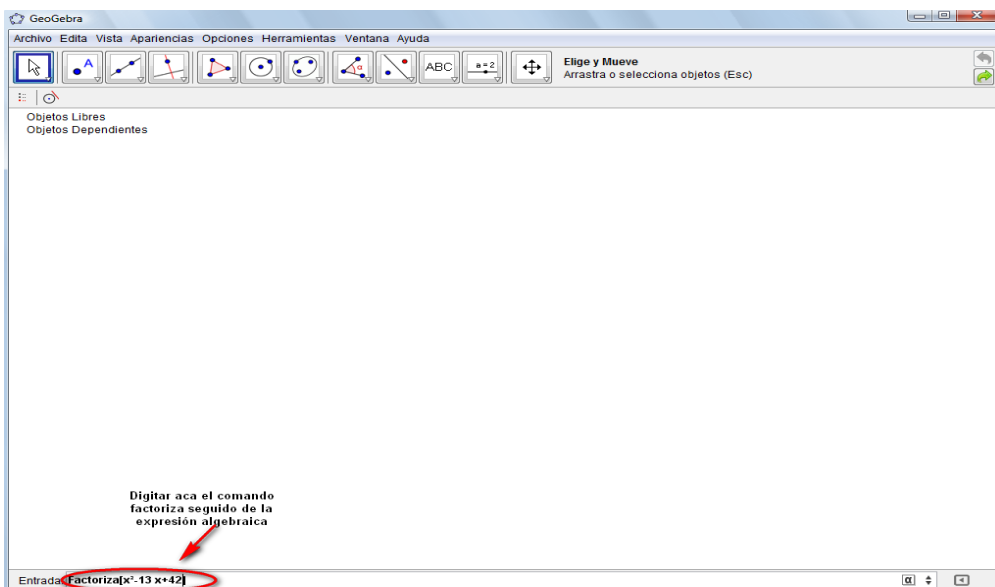 GeoGebra
Archivo Edita Vista Apariencias Opciones Herramientas Ventana Ayuda
A
ABC
a=2
Elige y Mueve
Arrastra o selecciona objetos (Esc)
Objetos Libres
Objetos Dependientes
Digitar aca el comando
factoriza seguido de la
expresión algebraica
Entrada: Factoriza[x²-13 x+42]
α